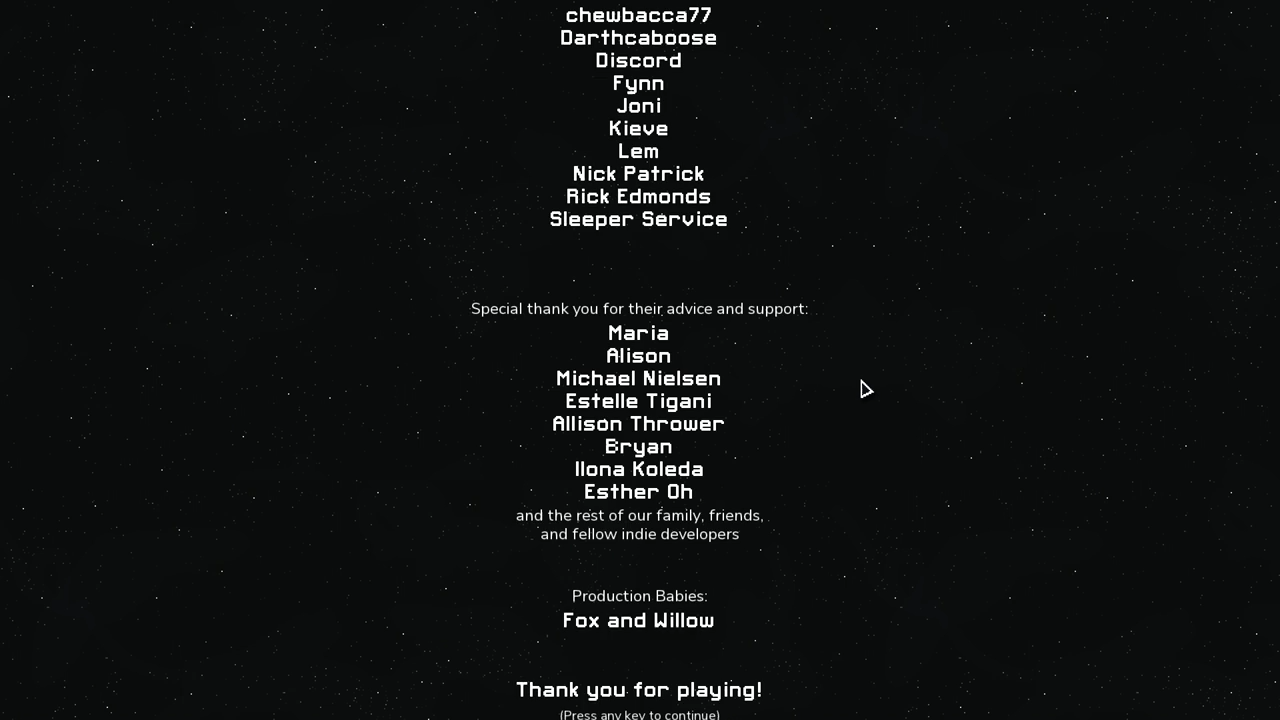 chewbacca77
Darthcaboose
Discord
Fynn
Joni
Kieve
Lem
Nick Patrick
Rick Edmonds
Sleeper Service
Special thank you for their advice and support:
Maria
Alison
Michael Nielsen
Estelle Tigani
Allison Thrower
Bryan
Ilona Koleda
Esther Oh
and the rest of our family, friends,
and fellow indie developers
Production Babies:
Fox and Willow
Thank you for playing!
(Press any key to continue)